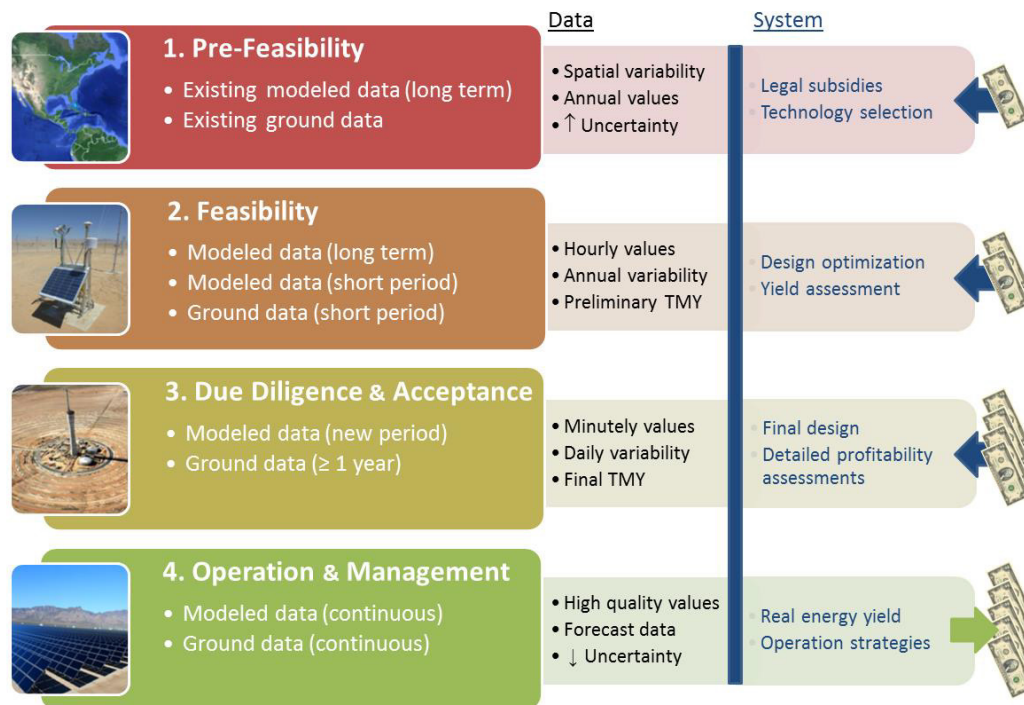 Data
System
1. Pre-Feasibility
• Existing modeled data (long term)
• Existing ground data
• Spatial variability
• Annual values
• ↑ Uncertainty
• Legal subsidies
• Technology selection
2. Feasibility
• Modeled data (long term)
• Modeled data (short period)
• Ground data (short period)
• Hourly values
• Annual variability
• Preliminary TMY
• Design optimization
• Yield assessment
3. Due Diligence & Acceptance
• Modeled data (new period)
• Ground data (≥ 1 year)
• Minutely values
• Daily variability
• Final TMY
• Final design
• Detailed profitability
assessments
4. Operation & Management
• Modeled data (continuous)
• Ground data (continuous)
• High quality values
• Forecast data
• ↓ Uncertainty
• Real energy yield
• Operation strategies